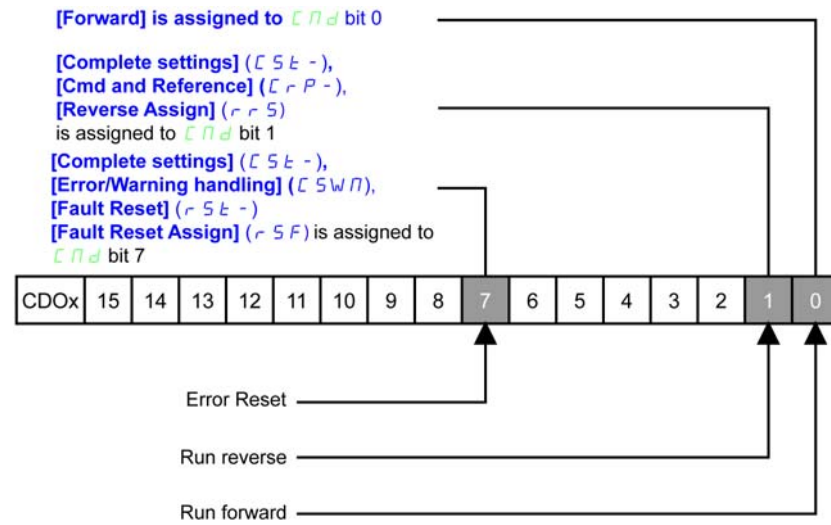 [Forward] is assigned to CMd bit 0
[Complete settings] (CSt-),
[Cmd and Reference] (CrP-),
[Reverse Assign] (rrS)
is assigned to CMd bit 1
[Complete settings] (CSt-),
[Error/Warning handling] (CSWM),
[Fault Reset] (rSt-)
[Fault Reset Assign] (rSF) is assigned to
CMd bit 7
CDOx 15 14 13 12 11 10 9 8 7 6 5 4 3 2 1 0
Error Reset
Run reverse
Run forward